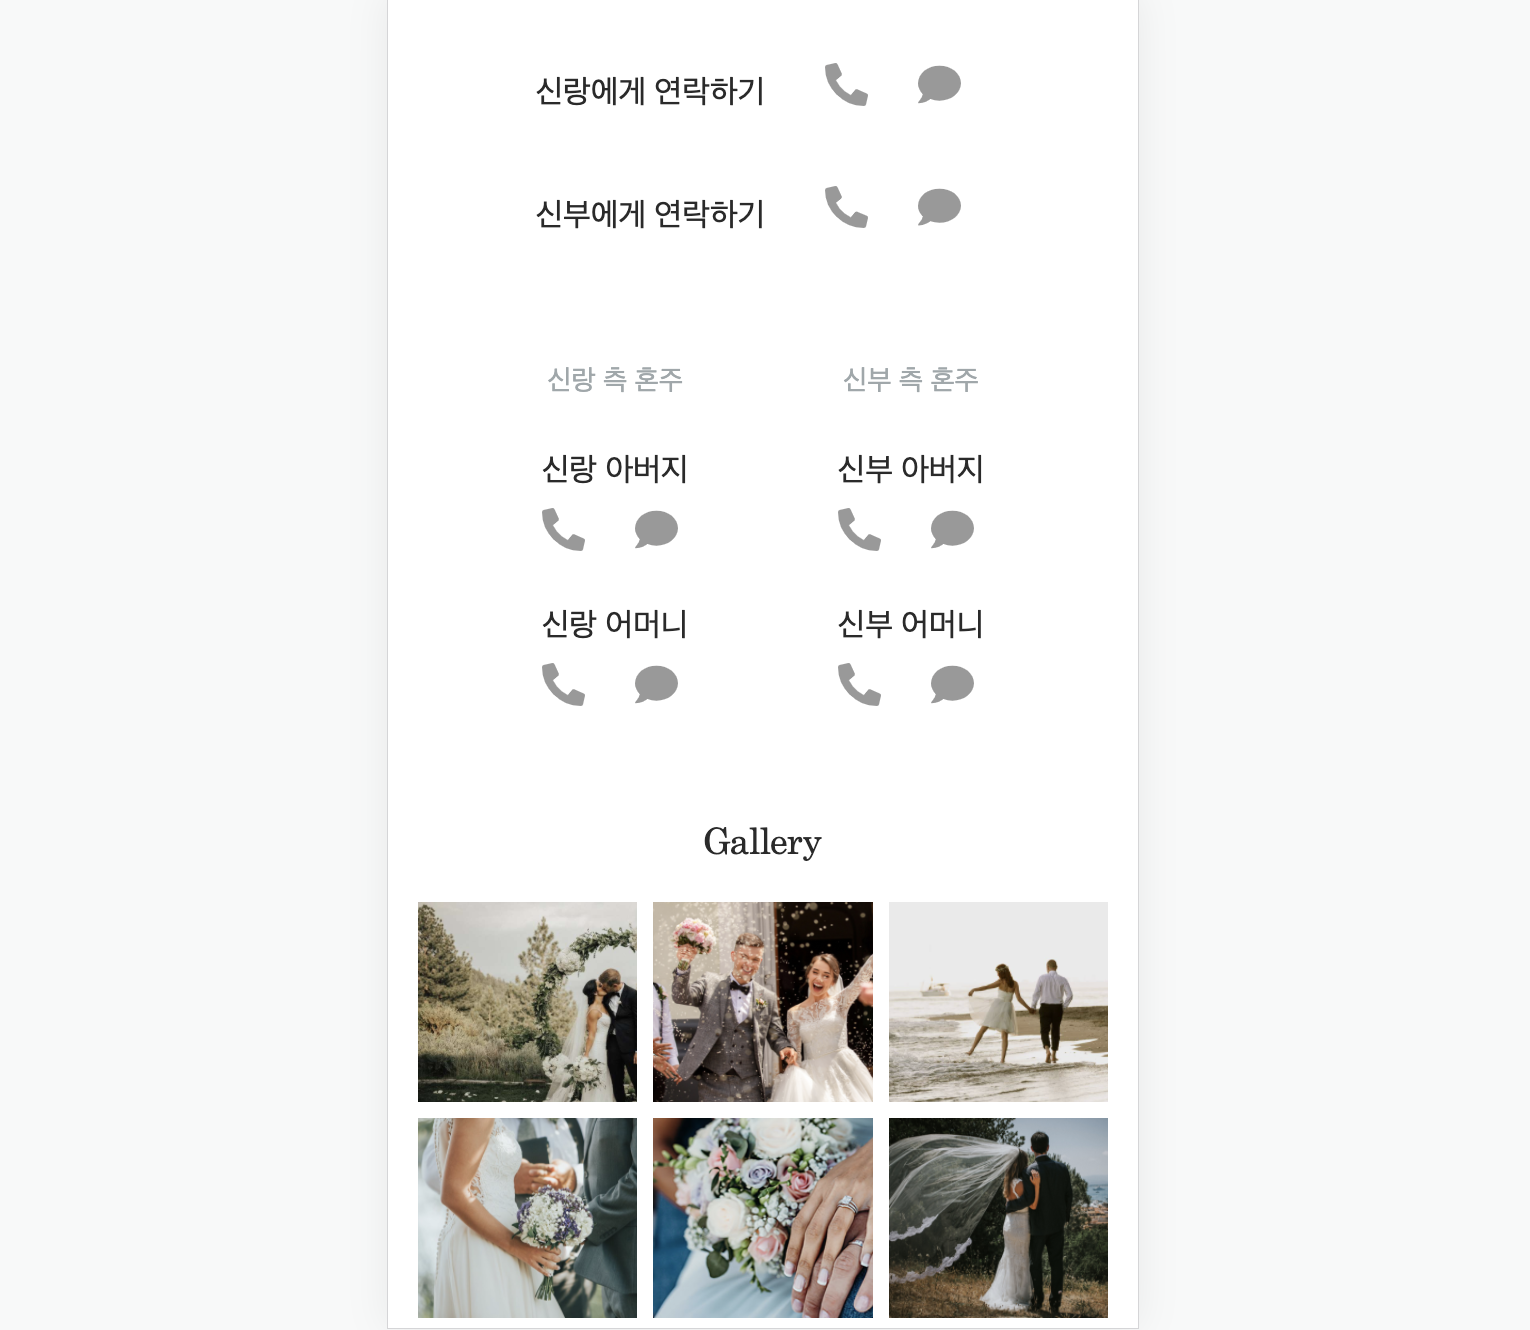 신랑에게 연락하기
신부에게 연락하기
신랑 측 혼주
신부 측 혼주
신랑 아버지
신부 아버지
신랑 어머니
신부 어머니
Gallery